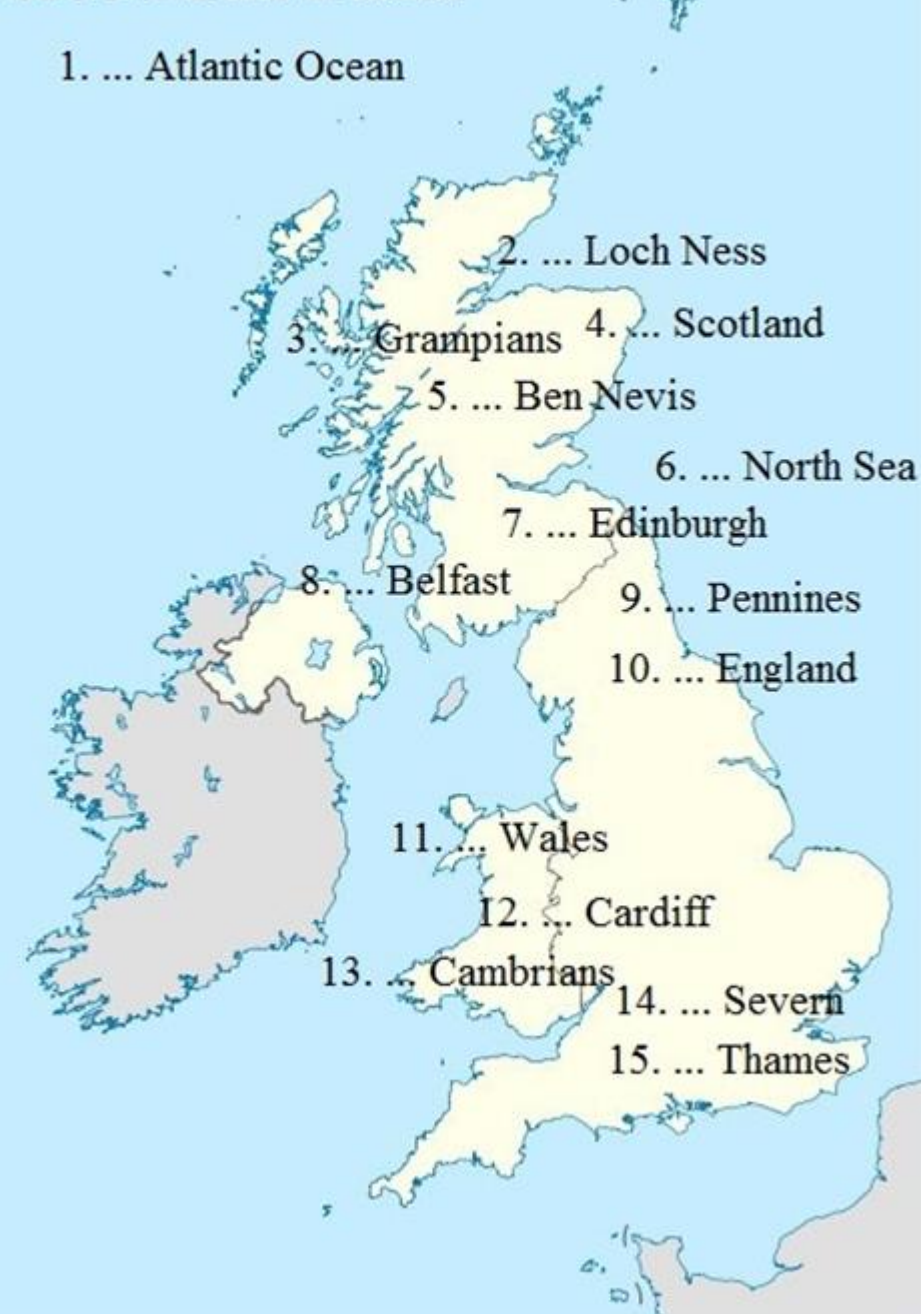 1. ... Atlantic Ocean
2. ... Loch Ness
3. ... Grampians
4. ... Scotland
5. ... Ben Nevis
6. ... North Sea
7. ... Edinburgh
8. ... Belfast
9. ... Pennines
10. ... England
11. ... Wales
12. ... Cardiff
13. ... Cambrians
14. ... Severn
15. ... Thames